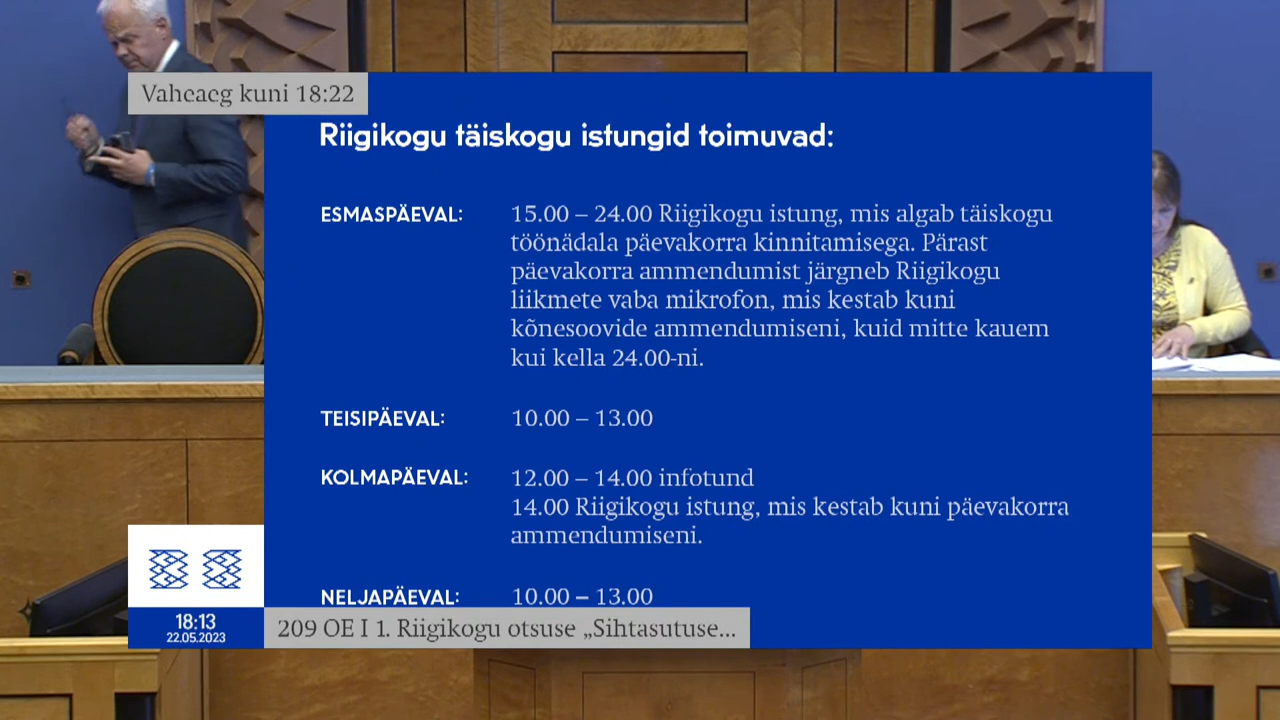 Vaheaeg kuni 18:22
Riigikogu täiskogu istungid toimuvad:
ESMASPÄEVAL: 15.00 – 24.00 Riigikogu istung, mis algab täiskogu
töönädala päevakorra kinnitamisega. Pärast
päevakorra ammendumist järgneb Riigikogu
liikmete vaba mikrofon, mis kestab kuni
kõnesoovide ammendumiseni, kuid mitte kauem
kui kella 24.00-ni.
TEISIPÄEVAL: 10.00 – 13.00
KOLMAPÄEVAL: 12.00 – 14.00 infotund
14.00 Riigikogu istung, mis kestab kuni päevakorra
ammendumiseni.
NELJAPÄEVAL: 10.00 – 13.00
18:13
22.05.2023
209 OE I 1. Riigikogu otsuse „Sihtasutuse...